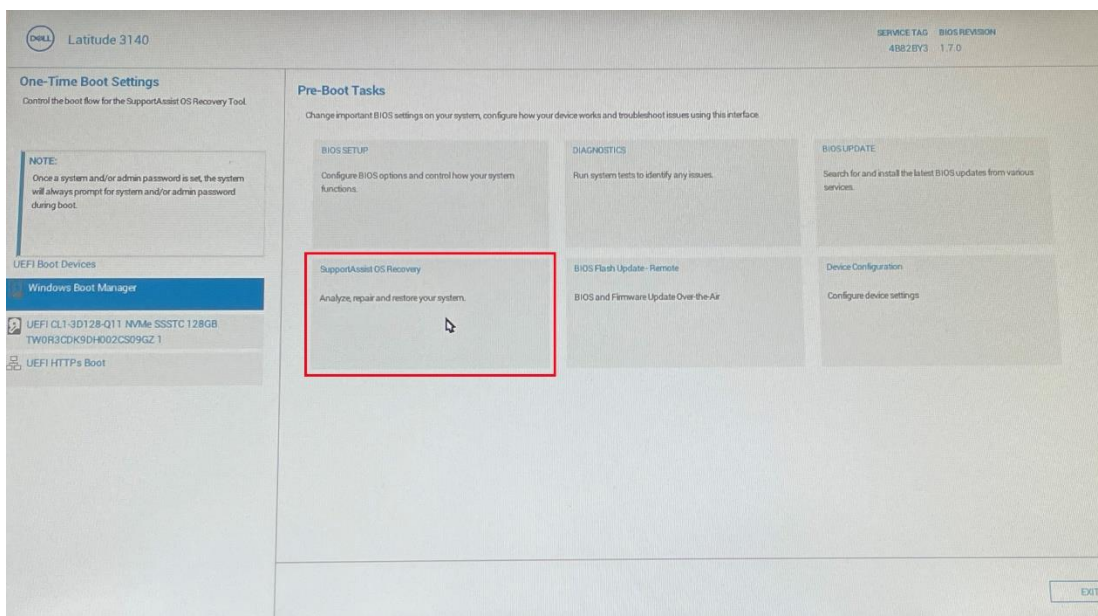 DELL
Latitude 3140
SERVICE TAG BIOS REVISION
4B82BY3 1.7.0
One-Time Boot Settings
Control the boot flow for the SupportAssist OS Recovery Tool.
NOTE:
Once a system and/or admin password is set, the system
will always prompt for system and/or admin password
during boot.
UEFI Boot Devices
Windows Boot Manager
UEFI CL1-3D128-Q11 NVMe SSSTC 128GB
TW0R3CDK9DH002CS09GZ 1
UEFI HTTPs Boot
Pre-Boot Tasks
Change important BIOS settings on your system, configure how your device works and troubleshoot issues using this interface.
BIOS SETUP
Configure BIOS options and control how your system
functions.
DIAGNOSTICS
Run system tests to identify any issues.
BIOS UPDATE
Search for and install the latest BIOS updates from various
services.
SupportAssist OS Recovery
Analyze, repair and restore your system.
BIOS Flash Update - Remote
BIOS and Firmware Update Over-the-Air
Device Configuration
Configure device settings
EXIT